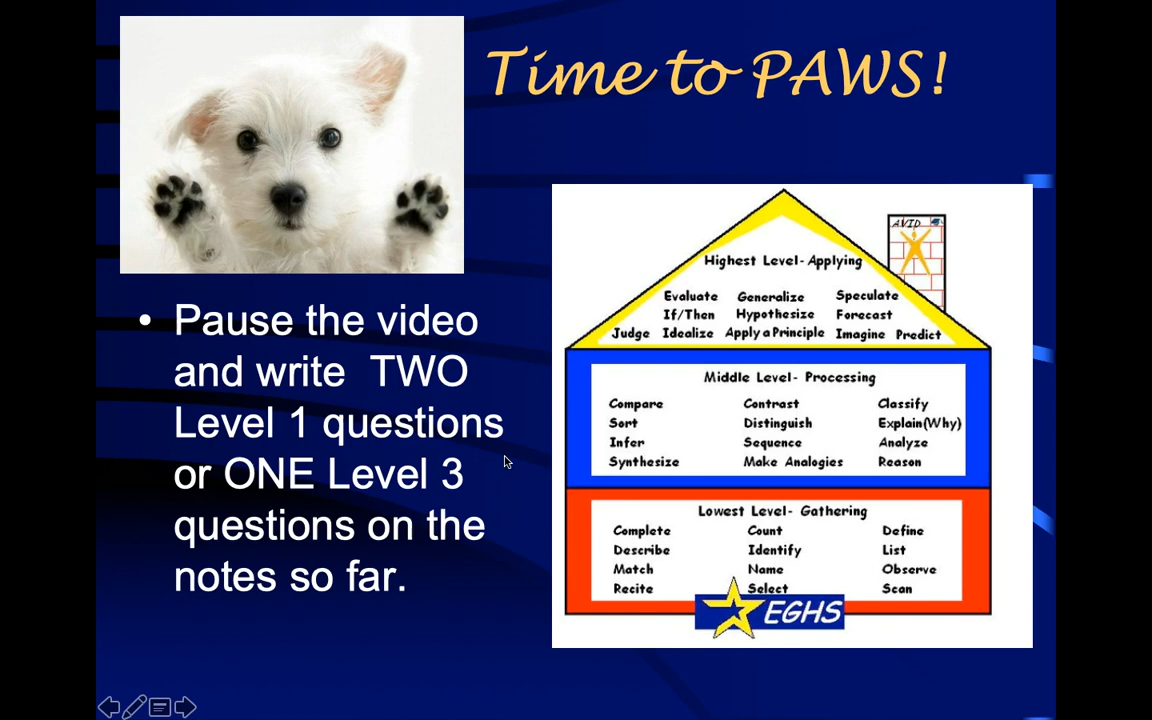 Time to PAWS!
• Pause the video
and write TWO
Level 1 questions
or ONE Level 3
questions on the
notes so far.
AVID
Highest Level- Applying
Evaluate Generalize Speculate
If/Then Hypothesize Forecast
Judge Idealize Apply a Principle Imagine Predict
Middle Level- Processing
Compare Contrast Classify
Sort Distinguish Explain(Why)
Infer Sequence Analyze
Synthesize Make Analogies Reason
Lowest Level- Gathering
Complete Count Define
Describe Identify List
Match Name Observe
Recite Select Scan
EGHS